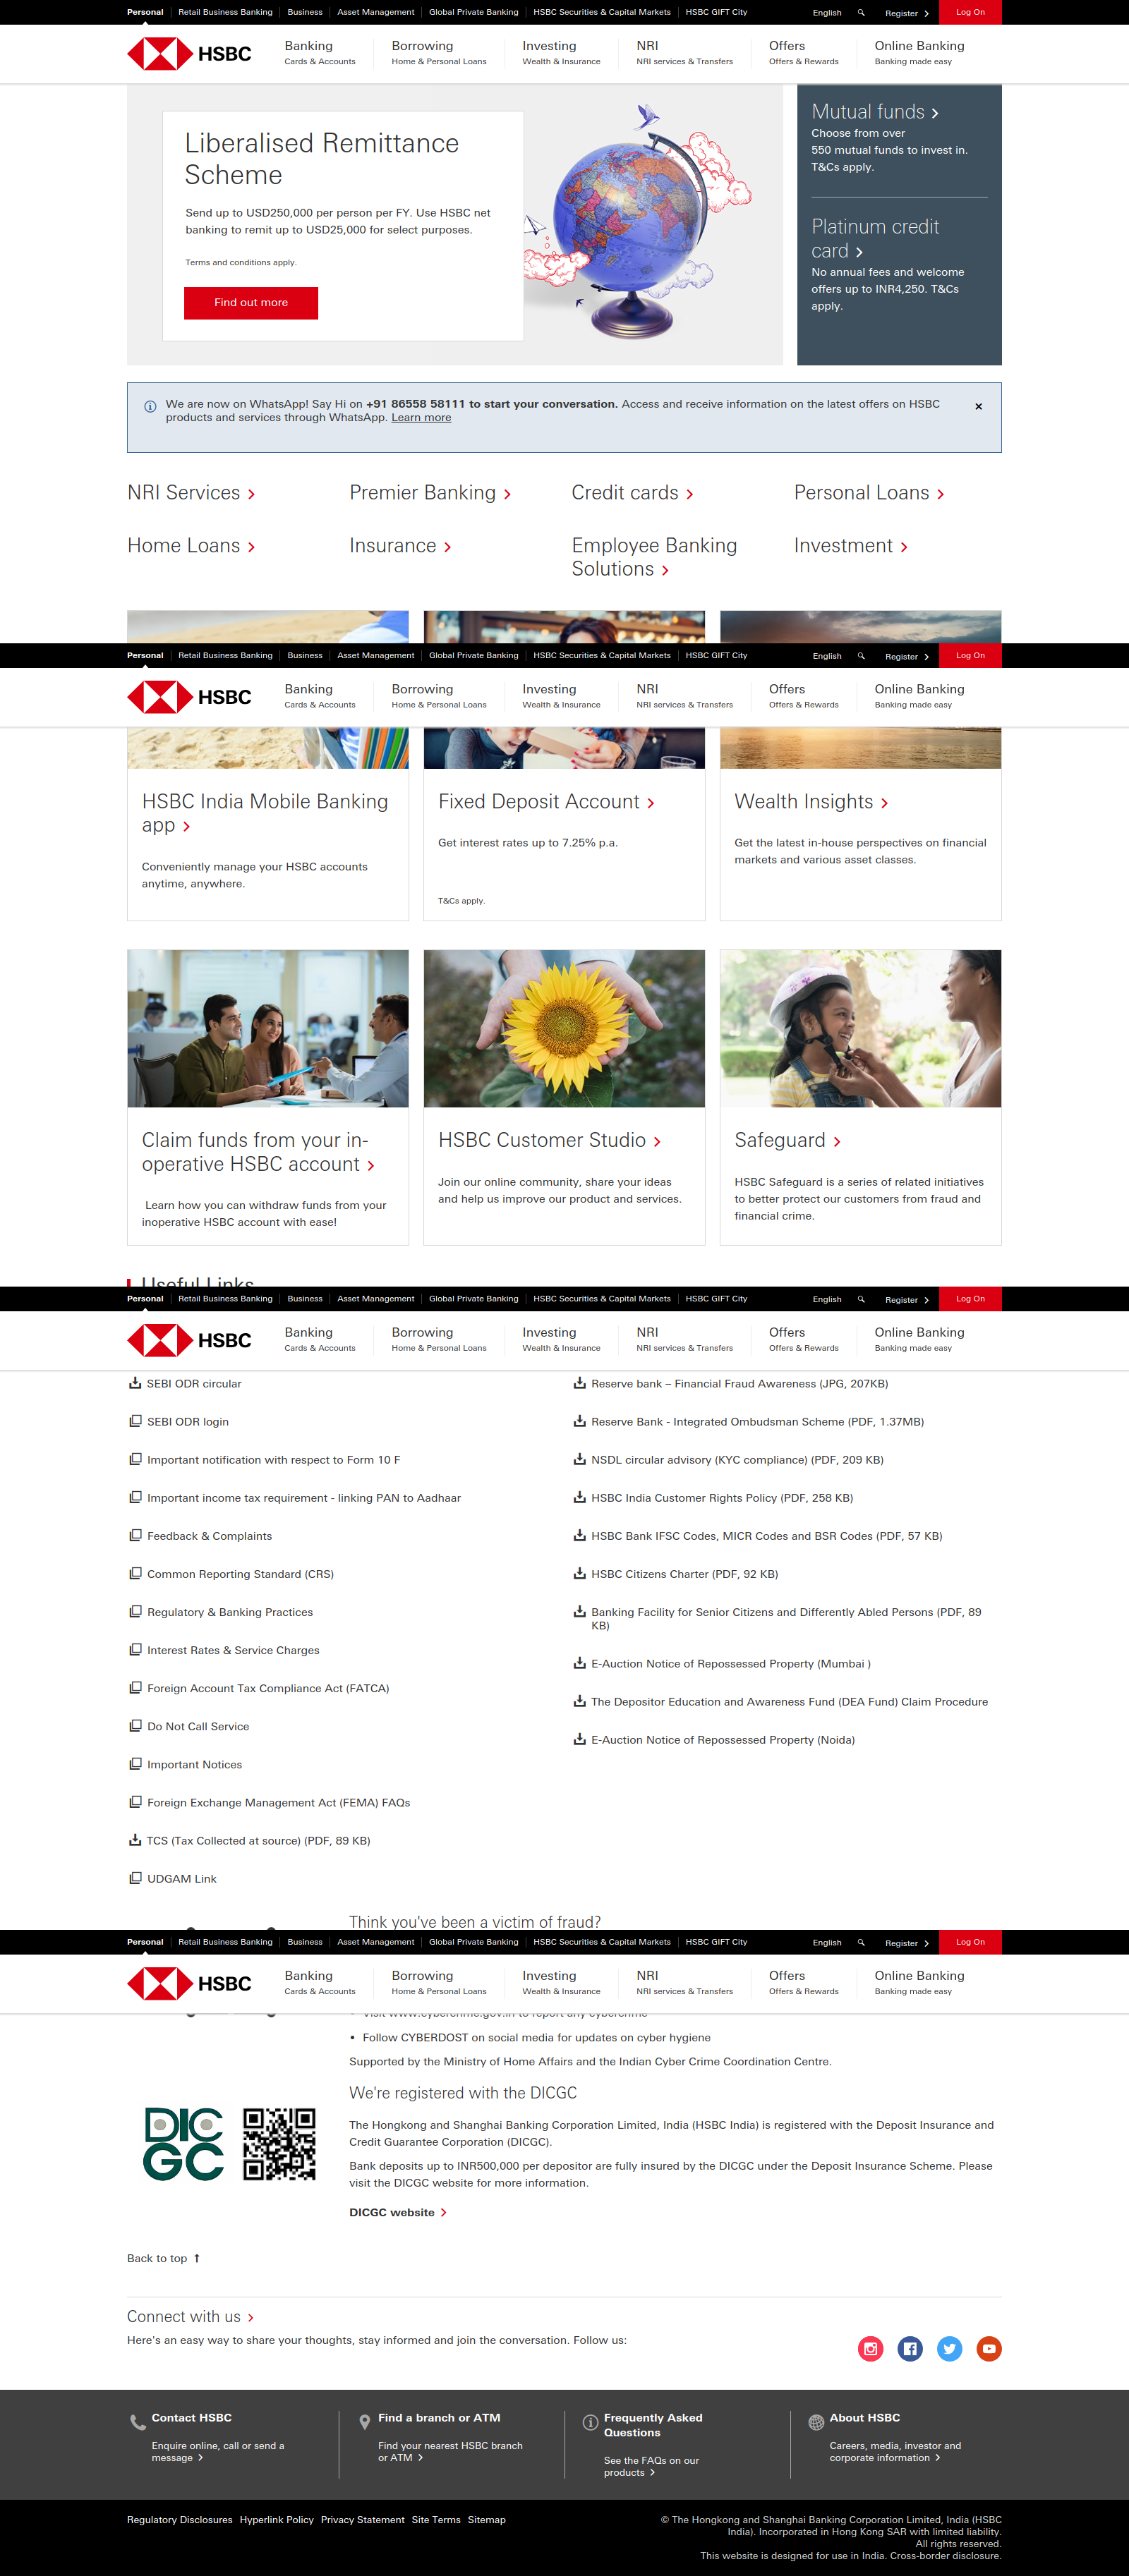 Personal Retail Business Banking Business Asset Management Global Private Banking HSBC Securities & Capital Markets HSBC GIFT City English Register Log On
HSBC
Banking Borrowing Investing NRI Offers Online Banking
Cards & Accounts Home & Personal Loans Wealth & Insurance NRI services & Transfers Offers & Rewards Banking made easy
Liberalised Remittance
Scheme
Send up to USD250,000 per person per FY. Use HSBC net
banking to remit up to USD25,000 for select purposes.
Terms and conditions apply.
Find out more
Mutual funds
Choose from over
550 mutual funds to invest in.
T&Cs apply.
Platinum credit
card
No annual fees and welcome
offers up to INR4,250. T&Cs
apply.
We are now on WhatsApp! Say Hi on +91 86558 58111 to start your conversation. Access and receive information on the latest offers on HSBC
products and services through WhatsApp. Learn more
NRI Services Premier Banking Credit cards Personal Loans
Home Loans Insurance Employee Banking Investment
Solutions
Personal Retail Business Banking Business Asset Management Global Private Banking HSBC Securities & Capital Markets HSBC GIFT City English Register Log On
HSBC
Banking Borrowing Investing NRI Offers Online Banking
Cards & Accounts Home & Personal Loans Wealth & Insurance NRI services & Transfers Offers & Rewards Banking made easy
HSBC India Mobile Banking
app
Conveniently manage your HSBC accounts
anytime, anywhere.
Fixed Deposit Account
Get interest rates up to 7.25% p.a.
T&Cs apply.
Wealth Insights
Get the latest in-house perspectives on financial
markets and various asset classes.
Claim funds from your in-
operative HSBC account
Learn how you can withdraw funds from your
inoperative HSBC account with ease!
HSBC Customer Studio
Join our online community, share your ideas
and help us improve our product and services.
Safeguard
HSBC Safeguard is a series of related initiatives
to better protect our customers from fraud and
financial crime.
Useful Links
Personal Retail Business Banking Business Asset Management Global Private Banking HSBC Securities & Capital Markets HSBC GIFT City English Register Log On
HSBC
Banking Borrowing Investing NRI Offers Online Banking
Cards & Accounts Home & Personal Loans Wealth & Insurance NRI services & Transfers Offers & Rewards Banking made easy
SEBI ODR circular
SEBI ODR login
Important notification with respect to Form 10 F
Important income tax requirement - linking PAN to Aadhaar
Feedback & Complaints
Common Reporting Standard (CRS)
Regulatory & Banking Practices
Interest Rates & Service Charges
Foreign Account Tax Compliance Act (FATCA)
Do Not Call Service
Important Notices
Foreign Exchange Management Act (FEMA) FAQs
TCS (Tax Collected at source) (PDF, 89 KB)
UDGAM Link
Reserve bank – Financial Fraud Awareness (JPG, 207KB)
Reserve Bank - Integrated Ombudsman Scheme (PDF, 1.37MB)
NSDL circular advisory (KYC compliance) (PDF, 209 KB)
HSBC India Customer Rights Policy (PDF, 258 KB)
HSBC Bank IFSC Codes, MICR Codes and BSR Codes (PDF, 57 KB)
HSBC Citizens Charter (PDF, 92 KB)
Banking Facility for Senior Citizens and Differently Abled Persons (PDF, 89
KB)
E-Auction Notice of Repossessed Property (Mumbai )
The Depositor Education and Awareness Fund (DEA Fund) Claim Procedure
E-Auction Notice of Repossessed Property (Noida)
Think you've been a victim of fraud?
Personal Retail Business Banking Business Asset Management Global Private Banking HSBC Securities & Capital Markets HSBC GIFT City English Register Log On
HSBC
Banking Borrowing Investing NRI Offers Online Banking
Cards & Accounts Home & Personal Loans Wealth & Insurance NRI services & Transfers Offers & Rewards Banking made easy
Visit www.cybercrime.gov.in to report any cybercrime
• Follow CYBERDOST on social media for updates on cyber hygiene
Supported by the Ministry of Home Affairs and the Indian Cyber Crime Coordination Centre.
DIC
GC
We're registered with the DICGC
The Hongkong and Shanghai Banking Corporation Limited, India (HSBC India) is registered with the Deposit Insurance and
Credit Guarantee Corporation (DICGC).
Bank deposits up to INR500,000 per depositor are fully insured by the DICGC under the Deposit Insurance Scheme. Please
visit the DICGC website for more information.
DICGC website
Back to top
Connect with us
Here's an easy way to share your thoughts, stay informed and join the conversation. Follow us:
Contact HSBC
Enquire online, call or send a
message
Find a branch or ATM
Find your nearest HSBC branch
or ATM
Frequently Asked
Questions
See the FAQs on our
products
About HSBC
Careers, media, investor and
corporate information
Regulatory Disclosures Hyperlink Policy Privacy Statement Site Terms Sitemap
© The Hongkong and Shanghai Banking Corporation Limited, India (HSBC
India). Incorporated in Hong Kong SAR with limited liability.
All rights reserved.
This website is designed for use in India. Cross-border disclosure.